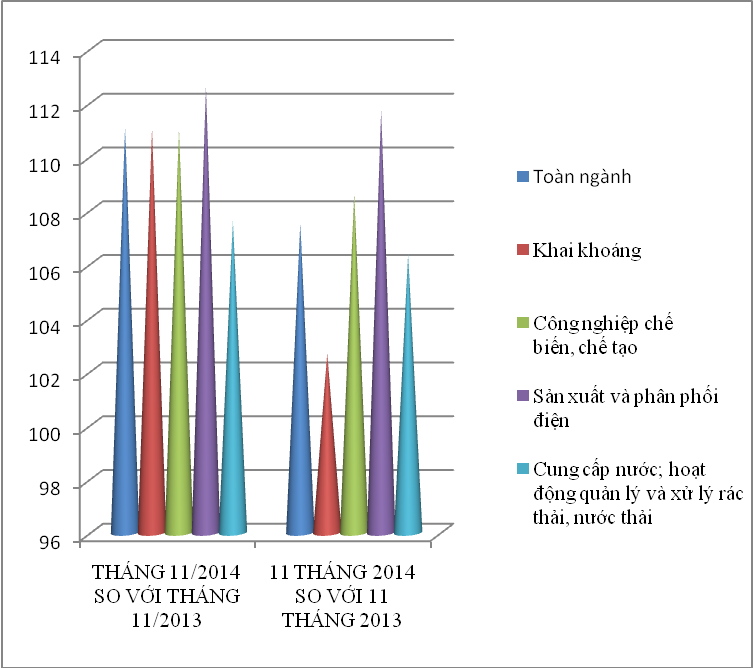 114
112
110
108
106
104
102
100
98
96
THÁNG 11/2014
SO VỚI THÁNG
11/2013
11 THÁNG 2014
SO VỚI 11
THÁNG 2013
Toàn ngành
Khai khoáng
Công nghiệp chế
biến, chế tạo
Sản xuất và phân phối
điện
Cung cấp nước; hoạt
động quản lý và xử lý rác
thải, nước thải